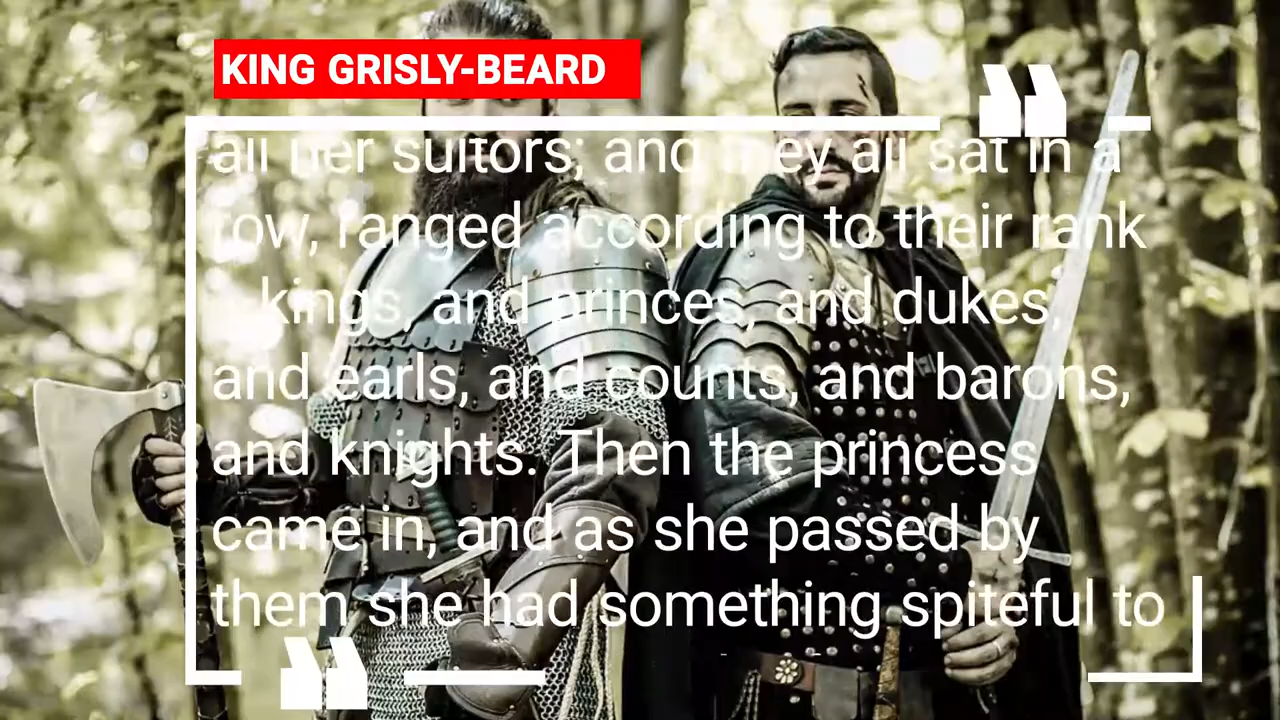 KING GRISLY-BEARD
all her suitors; and they all sat in a
row, ranged according to their rank
kings, and princes, and dukes,
and earls, and counts, and barons,
and knights. Then the princess
came in, and as she passed by
them she had something spiteful to